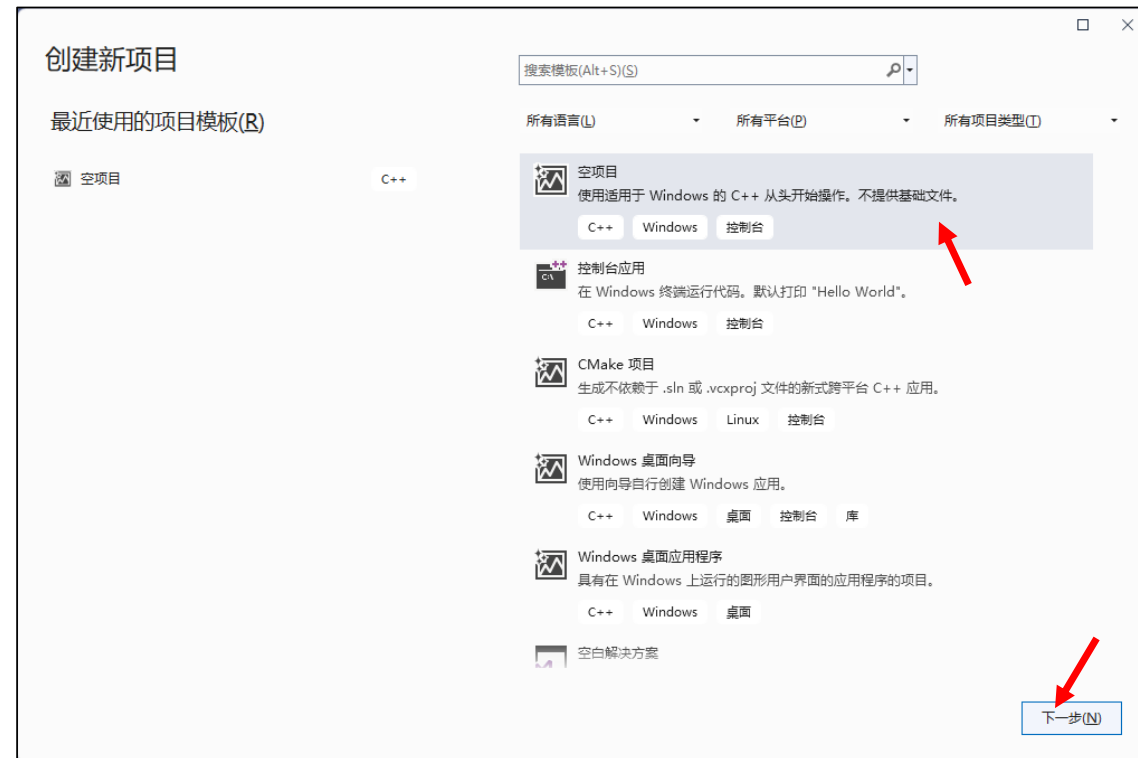 创建新项目
搜索模板(Alt+S)(S)
最近使用的项目模板(R)
所有语言(L) 所有平台(P) 所有项目类型(T)
空项目 C++
空项目
使用适用于 Windows 的 C++ 从头开始操作。不提供基础文件。
C++ Windows 控制台
控制台应用
在 Windows 终端运行代码。默认打印 "Hello World"。
C++ Windows 控制台
CMake 项目
生成不依赖于 .sln 或 .vcxproj 文件的新式跨平台 C++ 应用。
C++ Windows Linux 控制台
Windows 桌面向导
使用向导自行创建 Windows 应用。
C++ Windows 桌面 控制台 库
Windows 桌面应用程序
具有在 Windows 上运行的图形用户界面的应用程序的项目。
C++ Windows 桌面
空白解决方案
下一步(N)